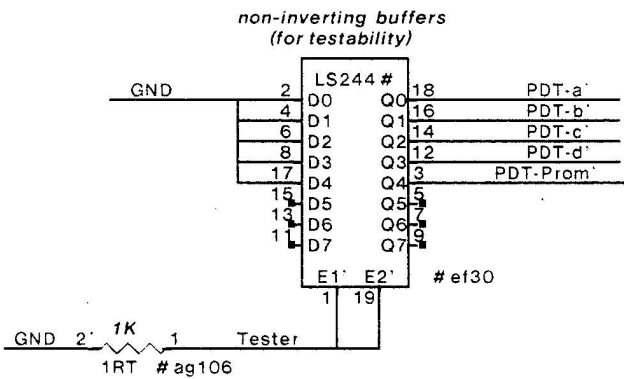 non-inverting buffers
(for testability)
LS244 #
GND 2 D0 Q0 18 PDT-a'
4 D1 Q1 16 PDT-b'
6 D2 Q2 14 PDT-c'
8 D3 Q3 12 PDT-d'
17 D4 Q4 3 PDT-Prom'
15 D5 Q5 5
13 D6 Q6 7
11 D7 Q7 9
E1' E2' # ef30
1 19
GND 2' 1K 1 Tester
1RT # ag106